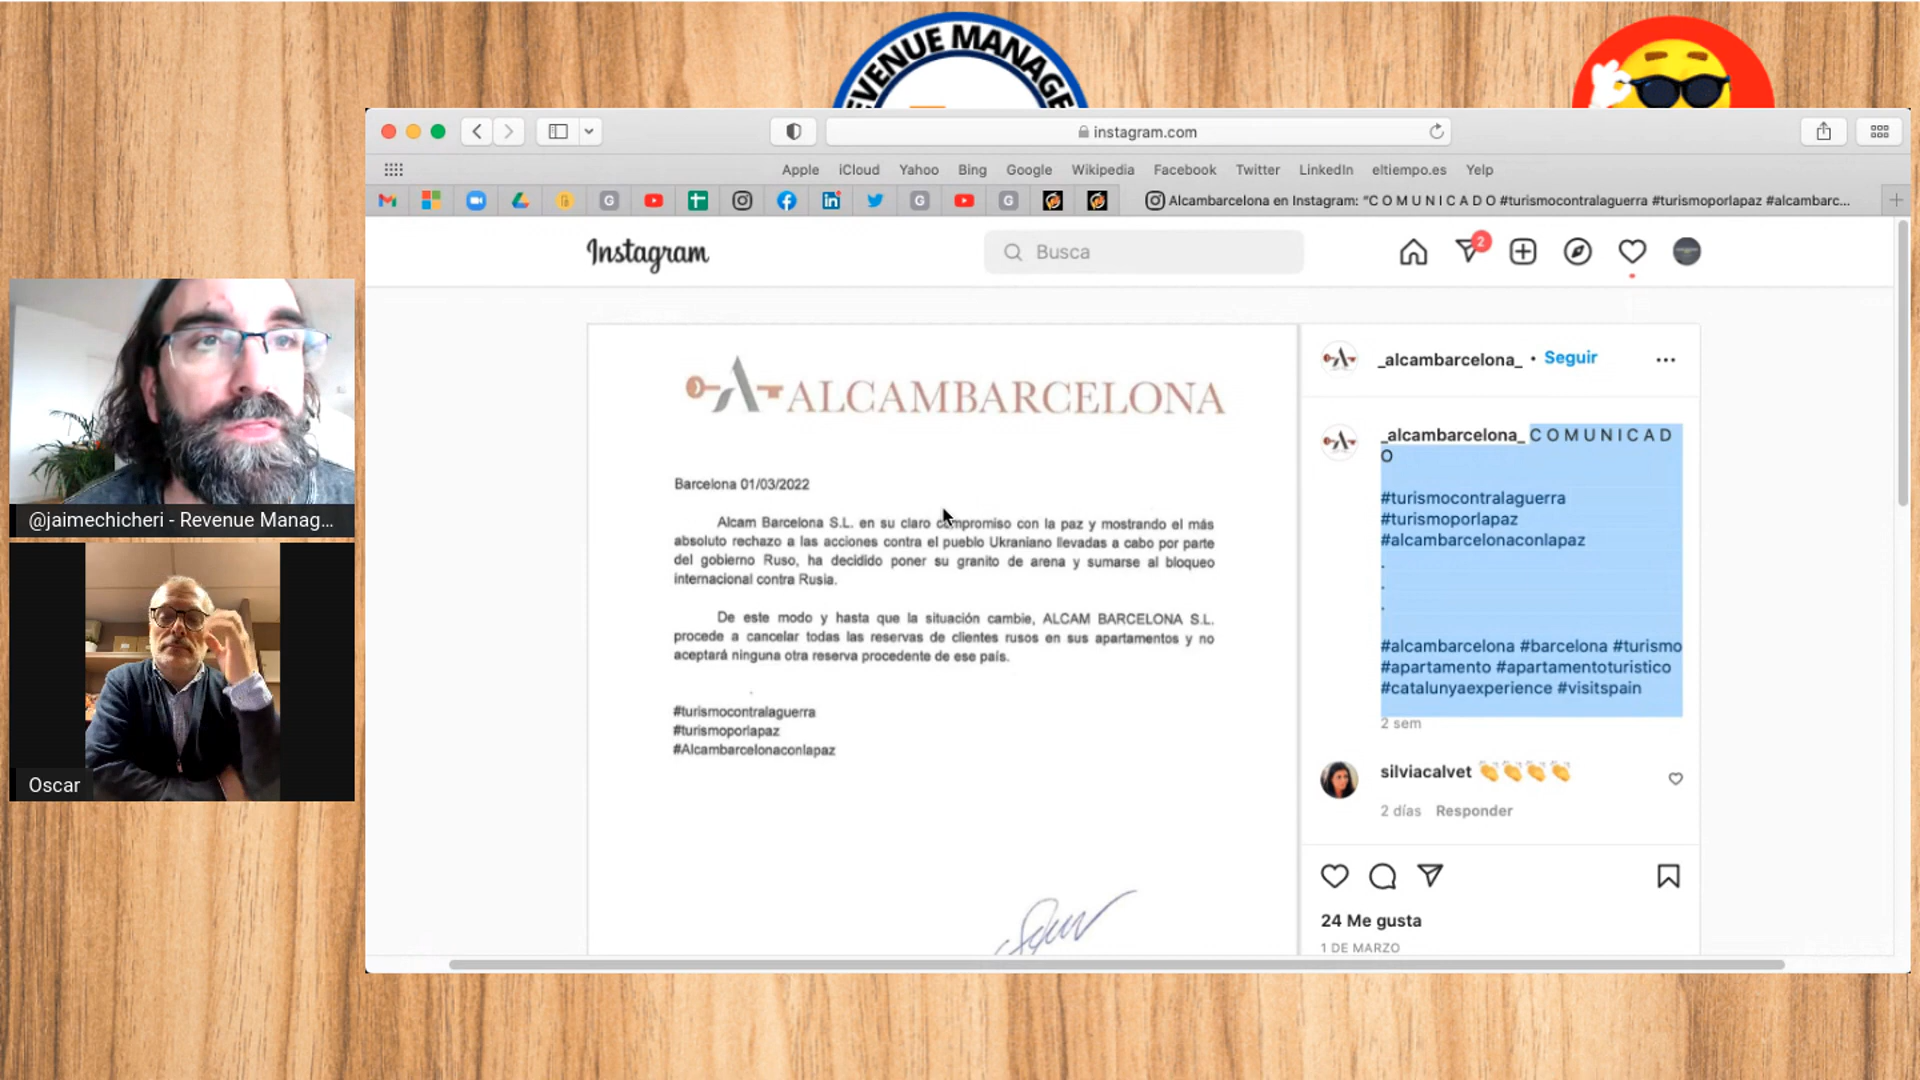 REVENUE MANAGE
instagram.com
Apple iCloud Yahoo Bing Google Wikipedia Facebook Twitter LinkedIn eltiempo.es Yelp
Alcambarcelona en Instagram: "C O M U N I C A D O #turismocontralaguerra #turismoporlapaz #alcambarc...
Instagram
Busca
2
ALCAMBARCELONA
Barcelona 01/03/2022
Alcam Barcelona S.L. en su claro compromiso con la paz y mostrando el más
absoluto rechazo a las acciones contra el pueblo Ukraniano llevadas a cabo por parte
del gobierno Ruso, ha decidido poner su granito de arena y sumarse al bloqueo
internacional contra Rusia.
De este modo y hasta que la situación cambie, ALCAM BARCELONA S.L.
procede a cancelar todas las reservas de clientes rusos en sus apartamentos y no
aceptará ninguna otra reserva procedente de ese país.
#turismocontralaguerra
#turismoporlapaz
#Alcambarcelonaconlapaz
_alcambarcelona_ • Seguir
_alcambarcelona_ C O M U N I C A D
O
#turismocontralaguerra
#turismoporlapaz
#alcambarcelonaconlapaz
.
.
.
#alcambarcelona #barcelona #turismo
#apartamento #apartamentoturistico
#catalunyaexperience #visitspain
2 sem
silviacalvet 👏👏👏👏
2 días Responder
24 Me gusta
1 DE MARZO
@jaimechicheri - Revenue Manag...
Oscar